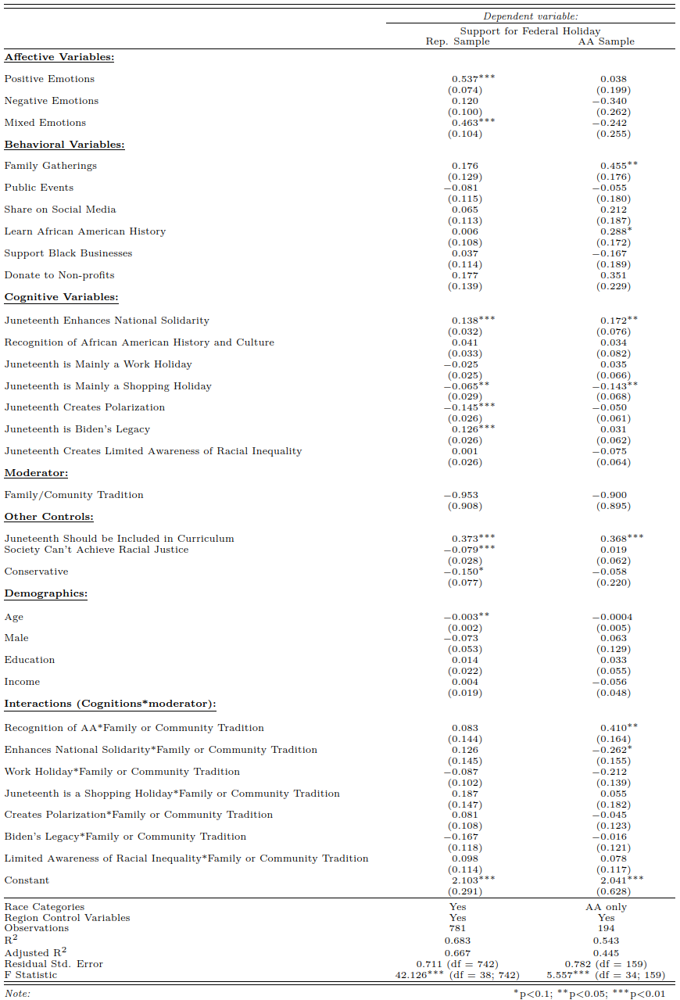 Dependent variable:
Support for Federal Holiday
Rep. Sample AA Sample
Affective Variables:
Positive Emotions 0.537*** 0.038
(0.074) (0.199)
Negative Emotions 0.120 −0.340
(0.100) (0.262)
Mixed Emotions 0.463*** −0.242
(0.104) (0.255)
Behavioral Variables:
Family Gatherings 0.176 0.455**
(0.129) (0.176)
Public Events −0.081 −0.055
(0.115) (0.180)
Share on Social Media 0.065 0.212
(0.113) (0.187)
Learn African American History 0.006 0.288*
(0.108) (0.172)
Support Black Businesses 0.037 −0.167
(0.114) (0.189)
Donate to Non-profits 0.177 0.351
(0.139) (0.229)
Cognitive Variables:
Juneteenth Enhances National Solidarity 0.138*** 0.172**
(0.032) (0.076)
Recognition of African American History and Culture 0.041 0.034
(0.033) (0.082)
Juneteenth is Mainly a Work Holiday −0.025 0.035
(0.025) (0.066)
Juneteenth is Mainly a Shopping Holiday −0.065** −0.143**
(0.029) (0.068)
Juneteenth Creates Polarization −0.145*** −0.050
(0.026) (0.061)
Juneteenth is Biden's Legacy 0.126*** 0.031
(0.026) (0.062)
Juneteenth Creates Limited Awareness of Racial Inequality 0.001 −0.075
(0.026) (0.064)
Moderator:
Family/Comunity Tradition −0.953 −0.900
(0.908) (0.895)
Other Controls:
Juneteenth Should be Included in Curriculum 0.373*** 0.368***
Society Can't Achieve Racial Justice −0.079*** 0.019
(0.028) (0.062)
Conservative −0.150* −0.058
(0.077) (0.220)
Demographics:
Age −0.003** −0.0004
(0.002) (0.005)
Male −0.073 0.063
(0.053) (0.129)
Education 0.014 0.033
(0.022) (0.055)
Income 0.004 −0.056
(0.019) (0.048)
Interactions (Cognitions*moderator):
Recognition of AA*Family or Community Tradition 0.083 0.410**
(0.144) (0.164)
Enhances National Solidarity*Family or Community Tradition 0.126 −0.262*
(0.145) (0.155)
Work Holiday*Family or Community Tradition −0.087 −0.212
(0.102) (0.139)
Juneteenth is a Shopping Holiday*Family or Community Tradition 0.187 0.055
(0.147) (0.182)
Creates Polarization*Family or Community Tradition 0.081 −0.045
(0.108) (0.123)
Biden's Legacy*Family or Community Tradition −0.167 −0.016
(0.118) (0.121)
Limited Awareness of Racial Inequality*Family or Community Tradition 0.098 0.078
(0.114) (0.117)
Constant 2.103*** 2.041***
(0.291) (0.628)
Race Categories Yes AA only
Region Control Variables Yes Yes
Observations 781 194
R2 0.683 0.543
Adjusted R2 0.667 0.445
Residual Std. Error 0.711 (df = 742) 0.782 (df = 159)
F Statistic 42.126*** (df = 38; 742) 5.557*** (df = 34; 159)
Note: *p<0.1; **p<0.05; ***p<0.01